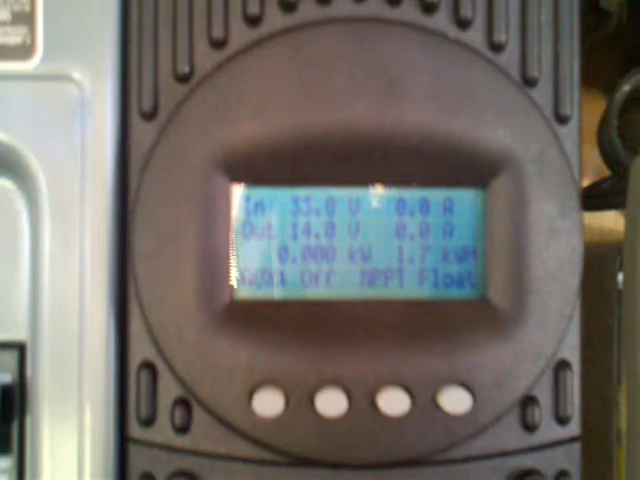 In 33.0 V 0.0 A
Out 14.0 V 0.0 A
0.000 kW 1.7 kWH
AUX: Off MPPT Float